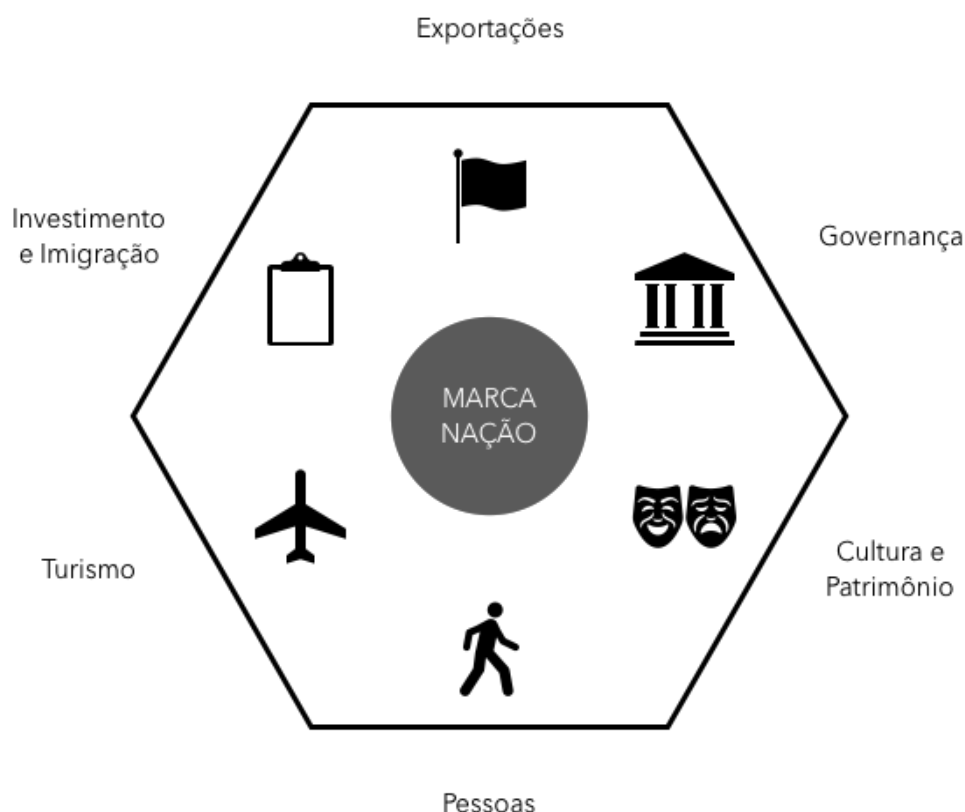 Exportações
Investimento
e Imigração
Governança
MARCA
NAÇÃO
Turismo
Cultura e
Patrimônio
Pessoas